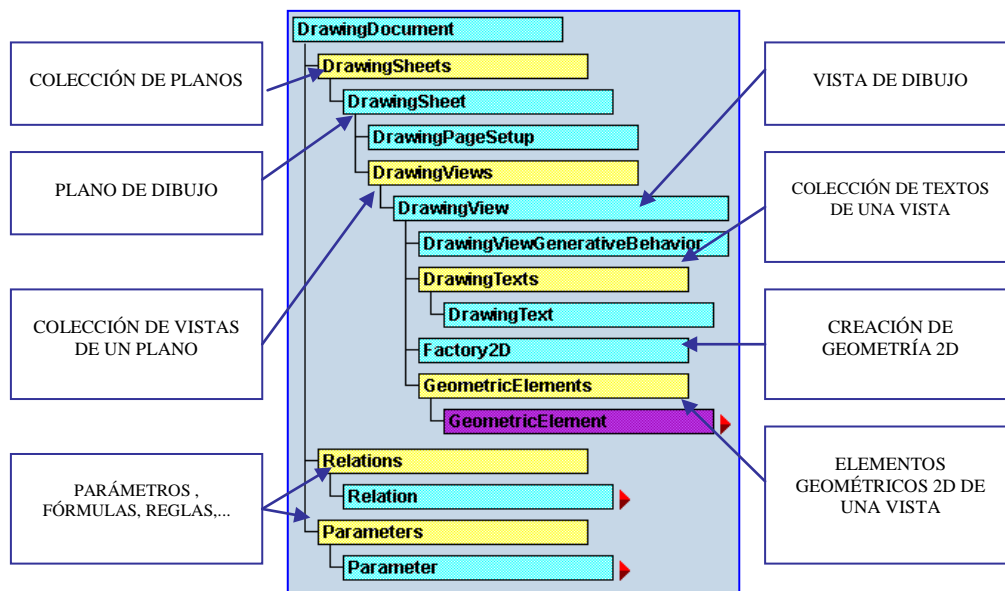 COLECCIÓN DE PLANOS
PLANO DE DIBUJO
COLECCIÓN DE VISTAS
DE UN PLANO
PARÁMETROS ,
FÓRMULAS, REGLAS,...
DrawingDocument
DrawingSheets
DrawingSheet
DrawingPageSetup
DrawingViews
DrawingView
DrawingViewGenerativeBehavior
DrawingTexts
DrawingText
Factory2D
GeometricElements
GeometricElement
Relations
Relation
Parameters
Parameter
VISTA DE DIBUJO
COLECCIÓN DE TEXTOS
DE UNA VISTA
CREACIÓN DE
GEOMETRÍA 2D
ELEMENTOS
GEOMÉTRICOS 2D DE
UNA VISTA